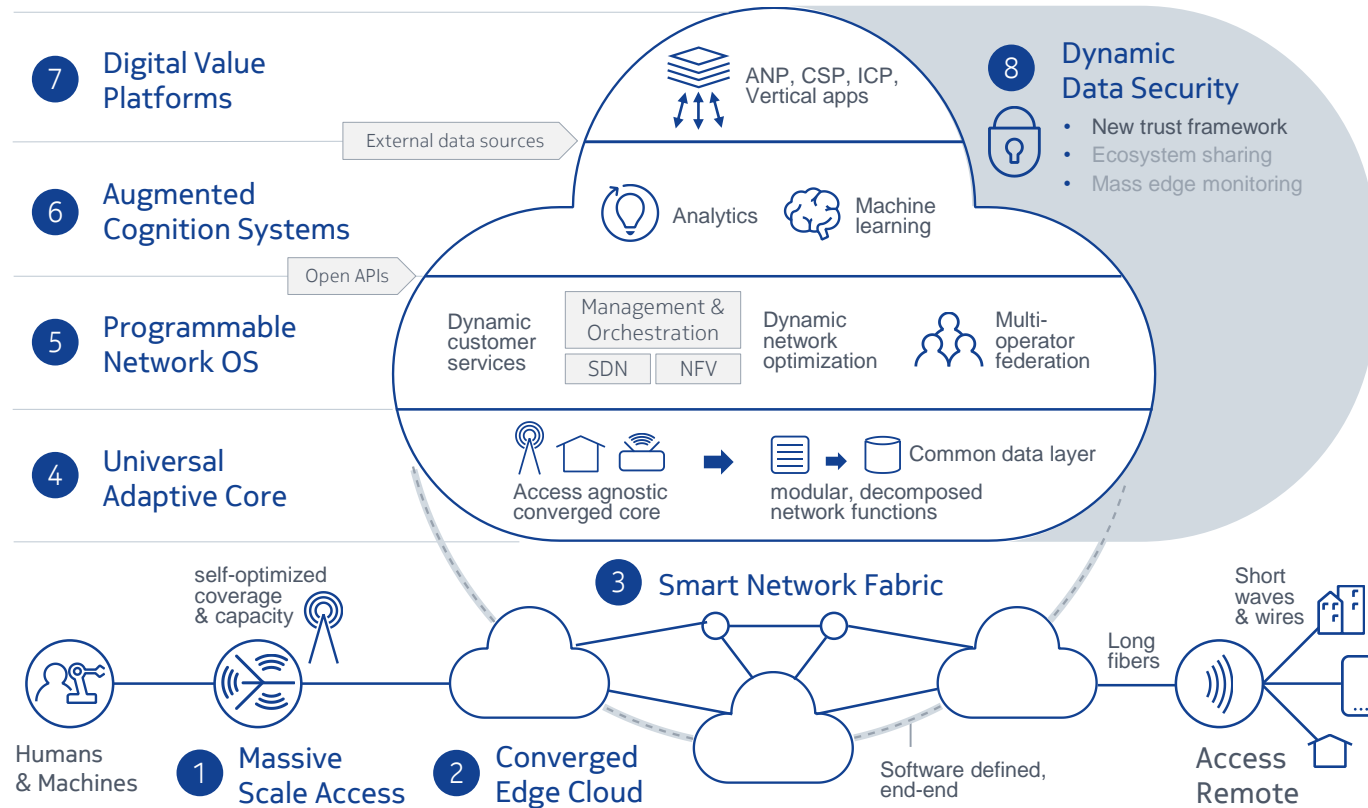 7
Digital Value
Platforms
ANP, CSP, ICP,
Vertical apps
8
Dynamic
Data Security
• New trust framework
• Ecosystem sharing
• Mass edge monitoring
External data sources
6
Augmented
Cognition Systems
Analytics
Machine
learning
Open APIs
5
Programmable
Network OS
Dynamic
customer
services
Management &
Orchestration
SDN
NFV
Dynamic
network
optimization
Multi-
operator
federation
4
Universal
Adaptive Core
Access agnostic
converged core
Common data layer
modular, decomposed
network functions
self-optimized
coverage
& capacity
3
Smart Network Fabric
Short
waves
& wires
Long
fibers
...
Humans
& Machines
1
Massive
Scale Access
2
Converged
Edge Cloud
Software defined,
end-end
Access
Remote